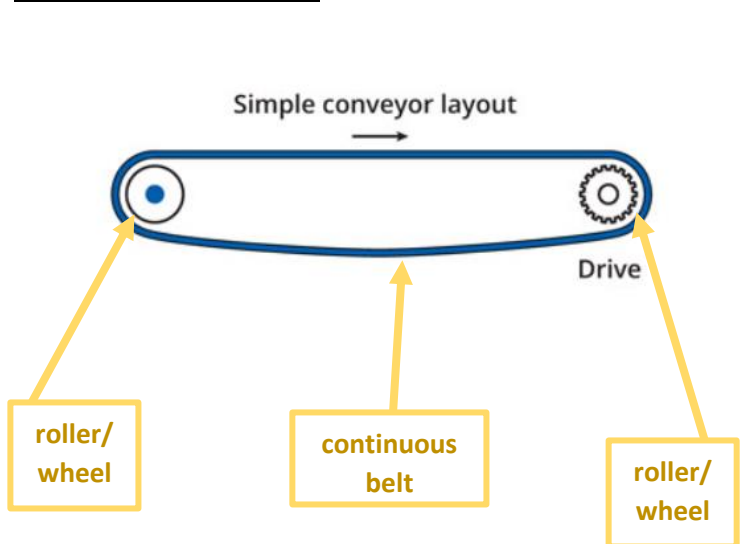 Simple conveyor layout
Drive
roller/
wheel
continuous
belt
roller/
wheel